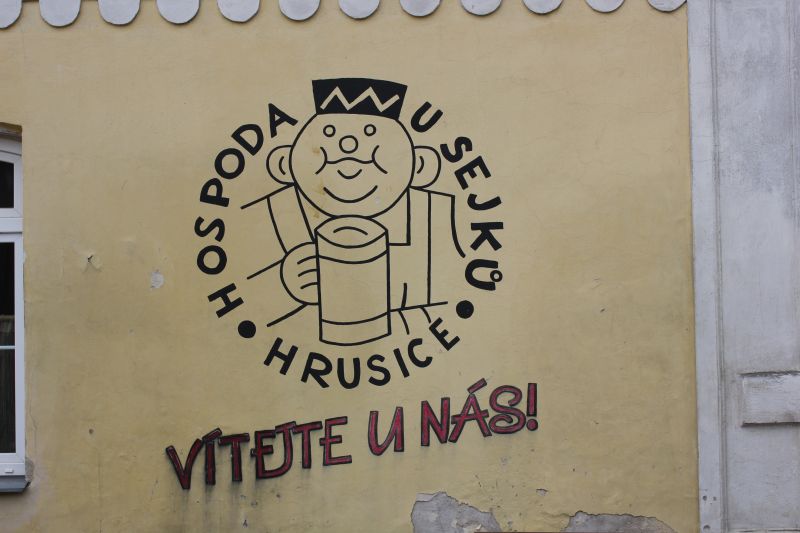 HOSPODA U SEJKŮ
HRUSICE
VÍTEJTE U NÁS!